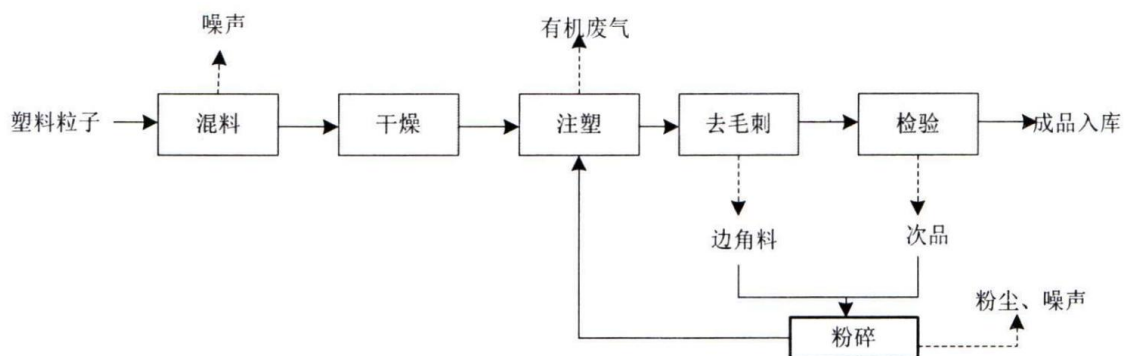 噪声
有机废气
塑料粒子
混料
干燥
注塑
去毛刺
检验
成品入库
边角料
次品
粉尘、噪声
粉碎